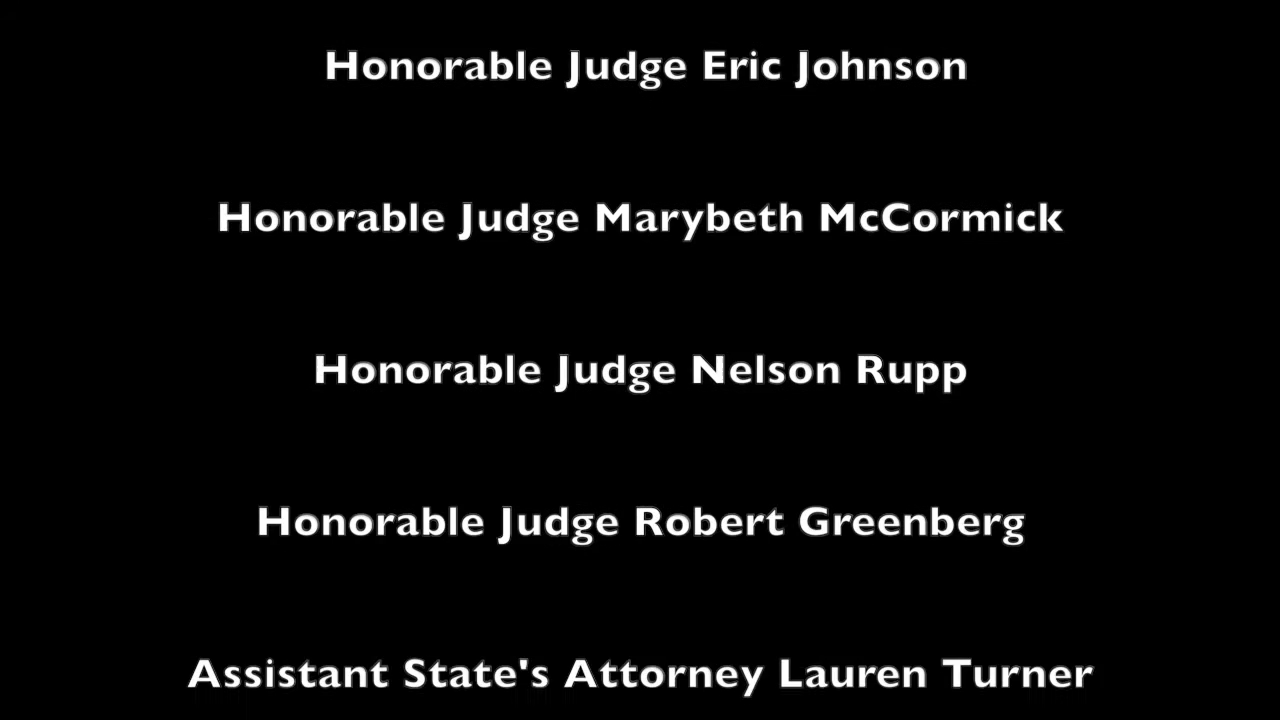 Honorable Judge Eric Johnson
Honorable Judge Marybeth McCormick
Honorable Judge Nelson Rupp
Honorable Judge Robert Greenberg
Assistant State's Attorney Lauren Turner